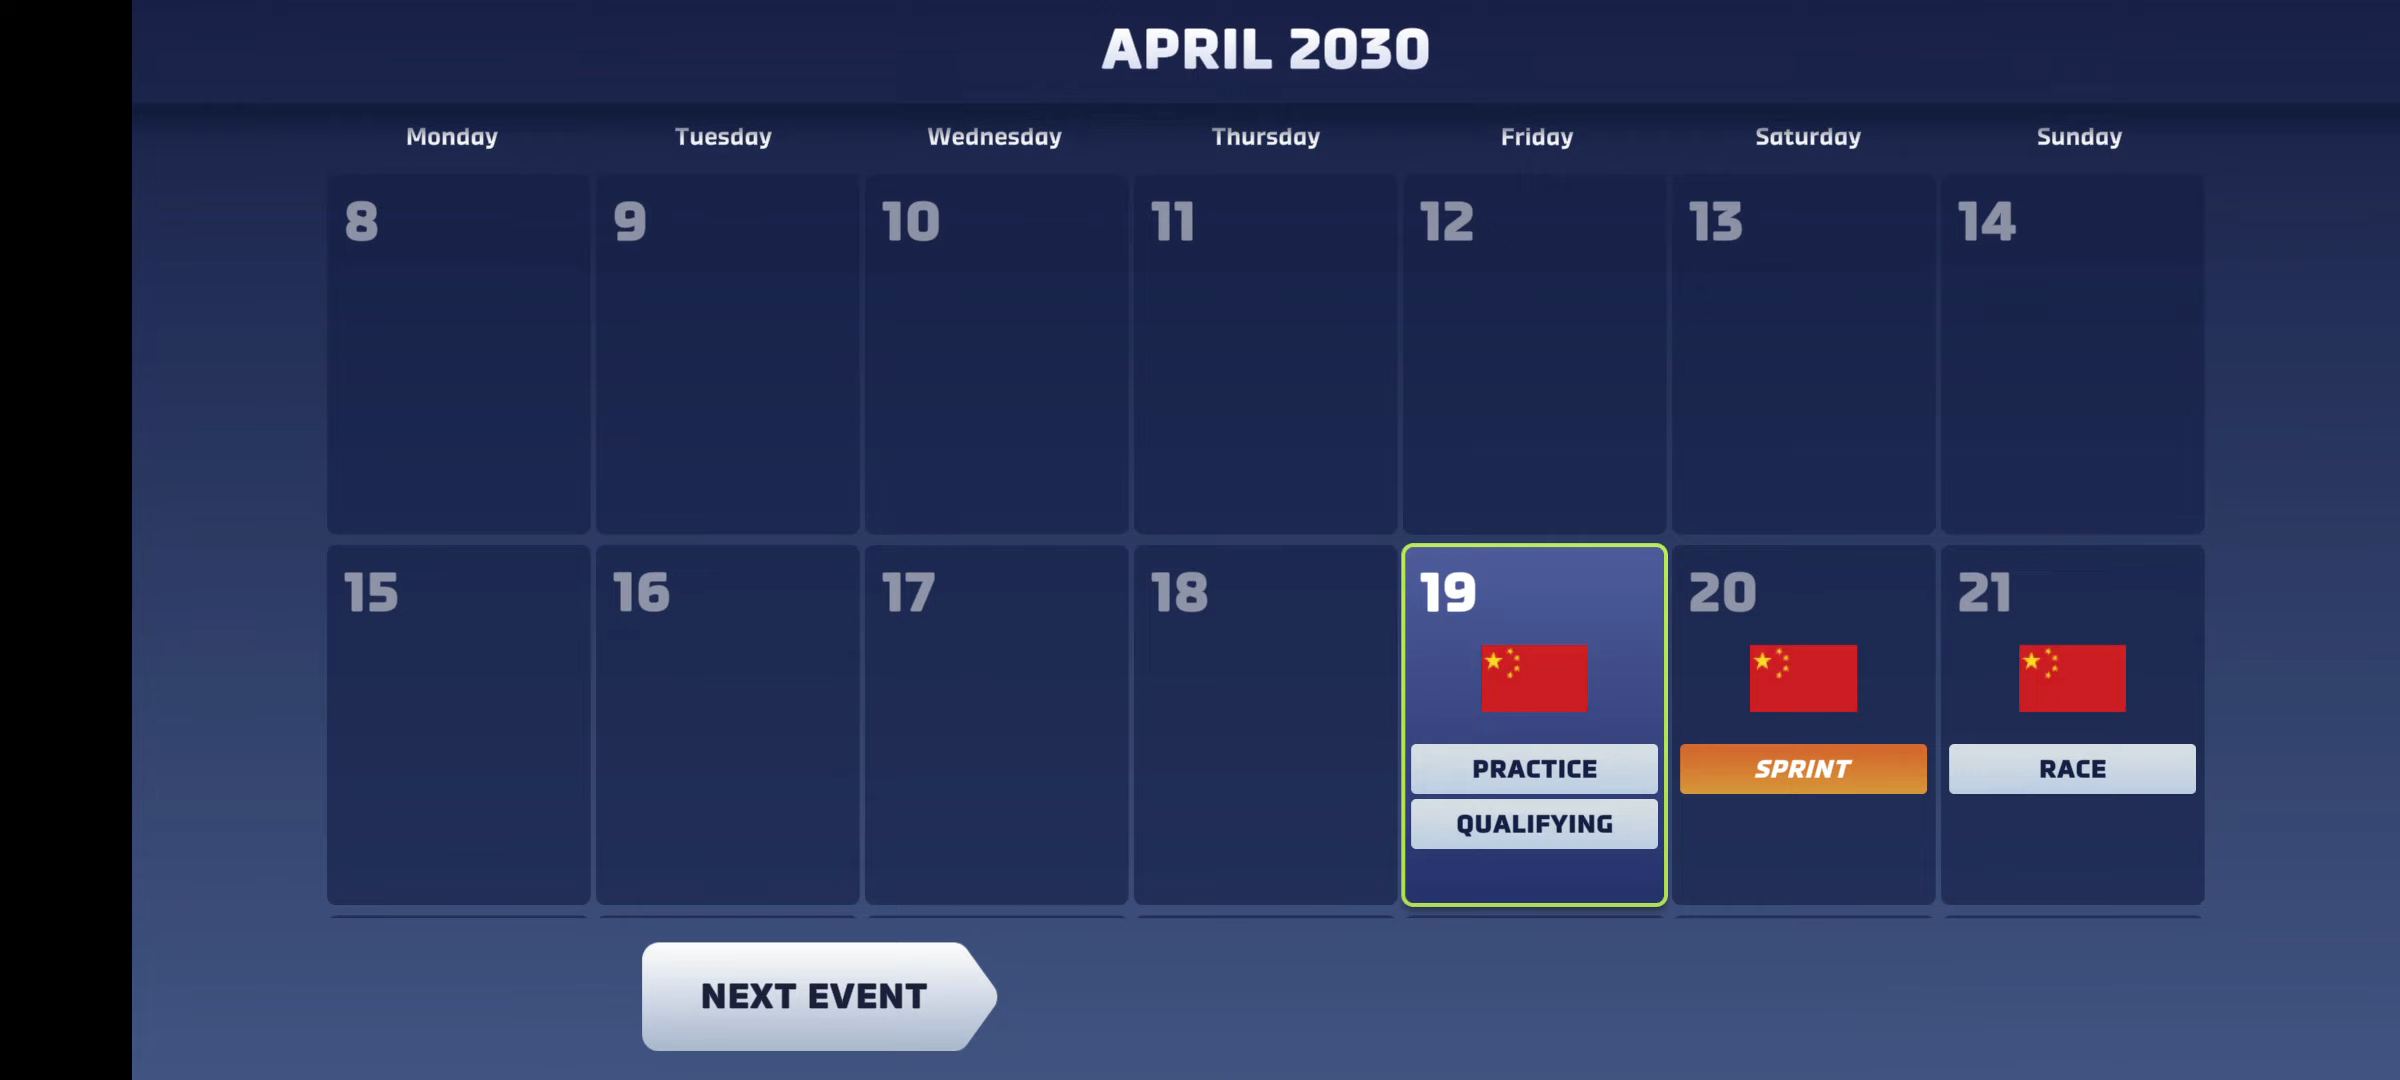 APRIL 2030
Monday Tuesday Wednesday Thursday Friday Saturday Sunday
8 9 10 11 12 13 14
15 16 17 18 19 20 21
PRACTICE SPRINT RACE
QUALIFYING
NEXT EVENT